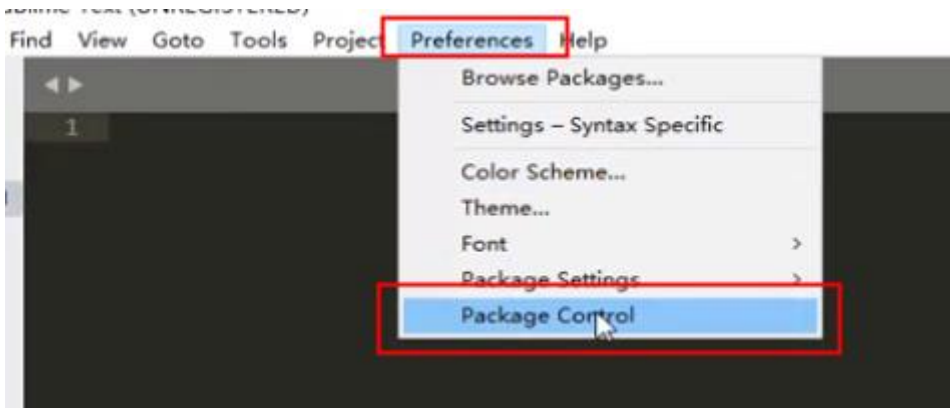 Find View Goto Tools Project Preferences Help
1
Browse Packages...
Settings – Syntax Specific
Color Scheme...
Theme...
Font
Package Settings
Package Control